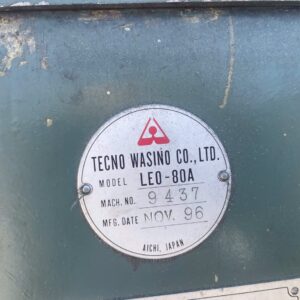 TECNO WASINO CO., LTD.
MODEL LEO-80A
MACH. NO. 9437
MFG. DATE NOV. 96
AICHI, JAPAN